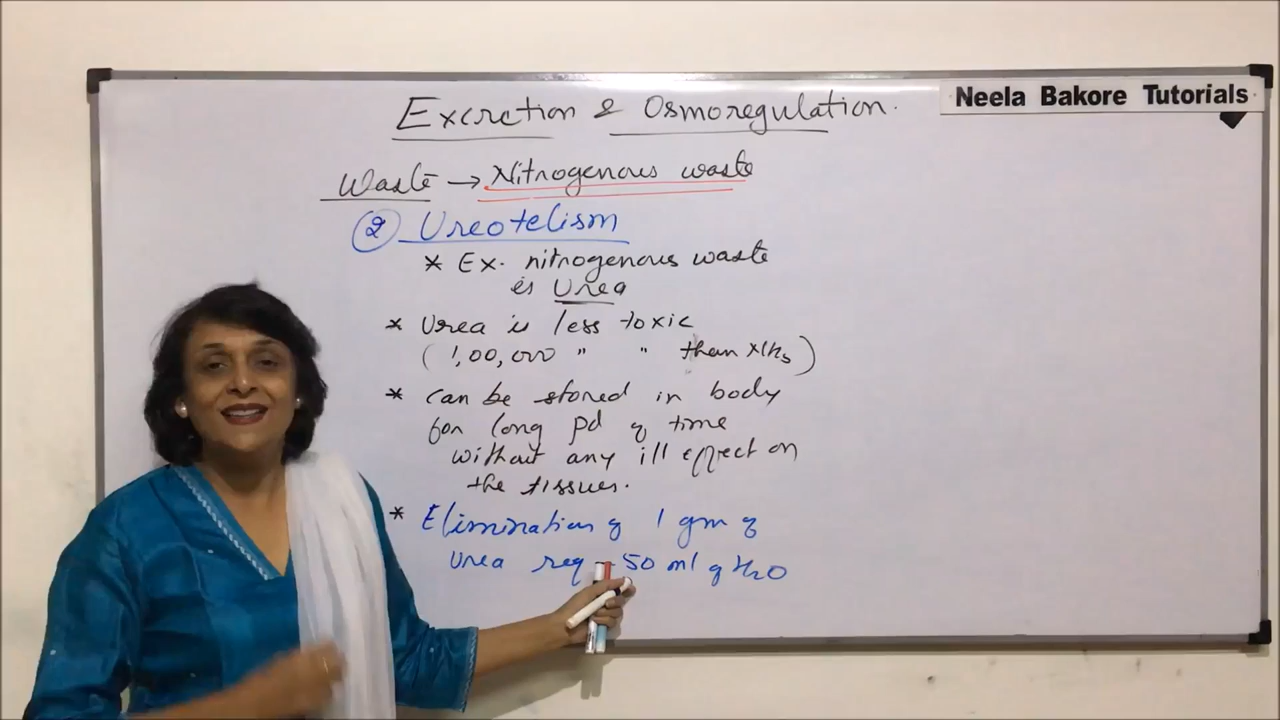 Neela Bakore Tutorials
Excretion & Osmoregulation.
Waste → Nitrogenous waste
② Ureotelism
* Ex. nitrogenous waste
is Urea
* Urea is less toxic
( 1,00,000 " " than NH₃ )
* can be stored in body
for long pd of time
without any ill effect on
the tissues.
* Elimination of 1 gm of
Urea req 50 ml of H₂O